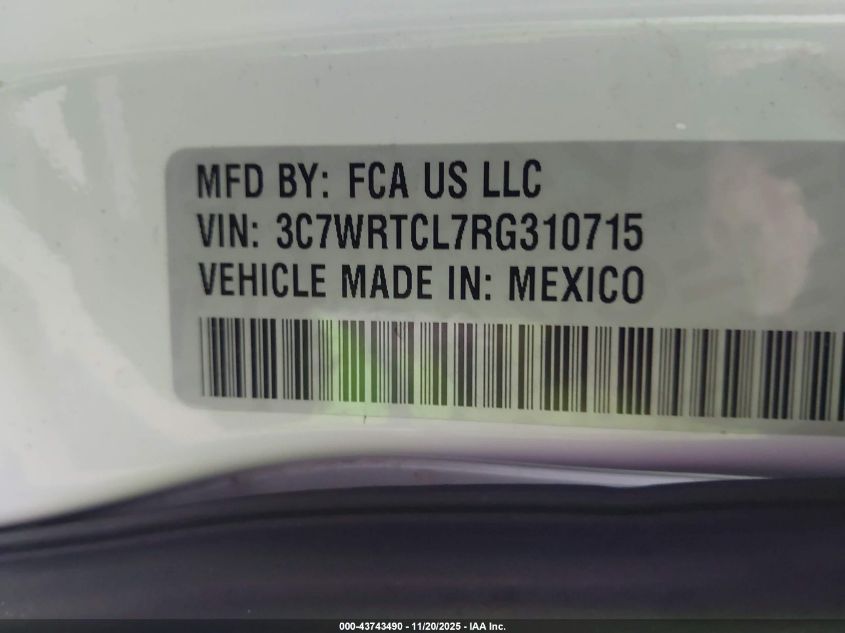 MFD BY: FCA US LLC
VIN: 3C7WRTCL7RG310715
VEHICLE MADE IN: MEXICO
000-43743490 - 11/20/2025 - IAA Inc.